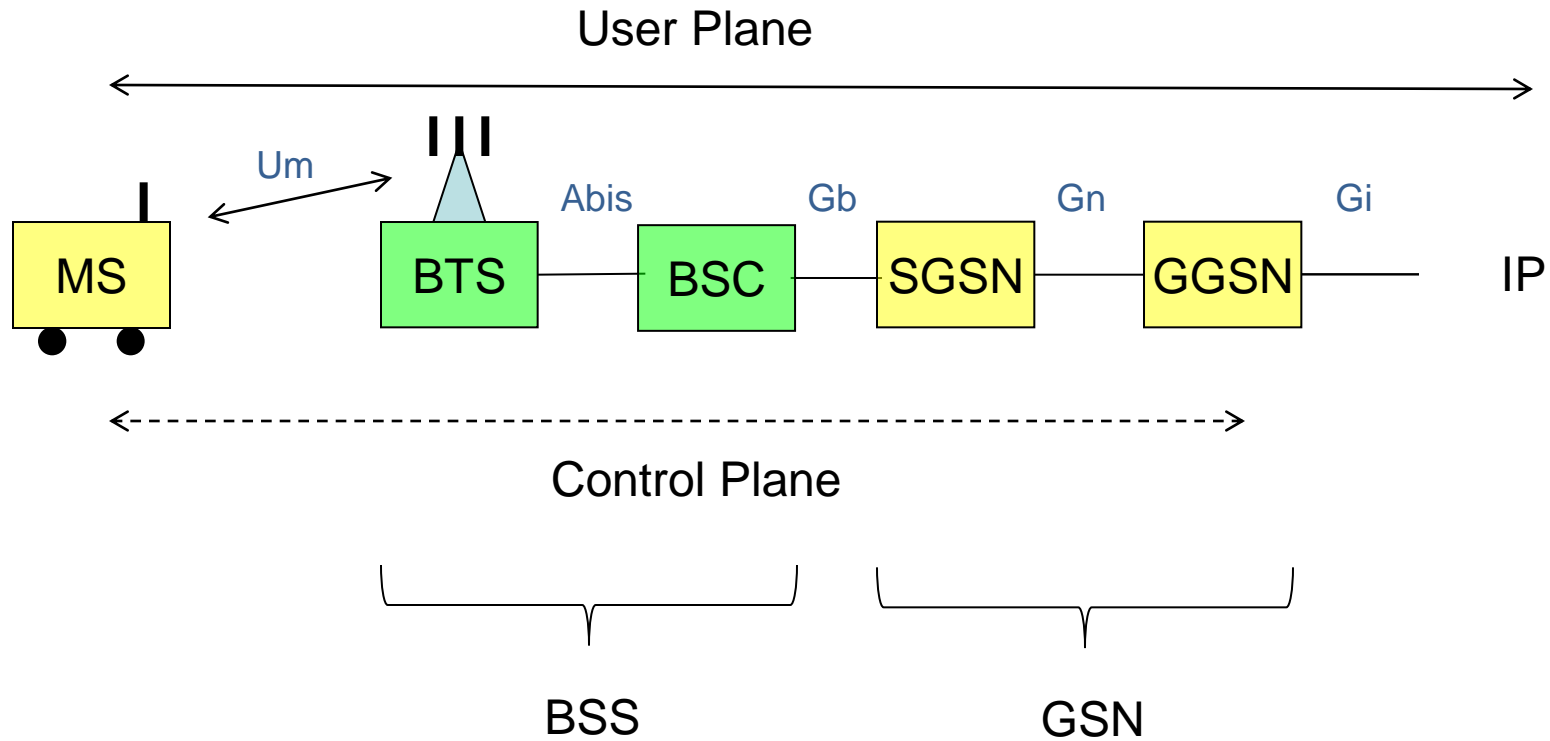 User Plane
Um
Abis
Gb
Gn
Gi
MS
BTS
BSC
SGSN
GGSN
IP
Control Plane
BSS
GSN